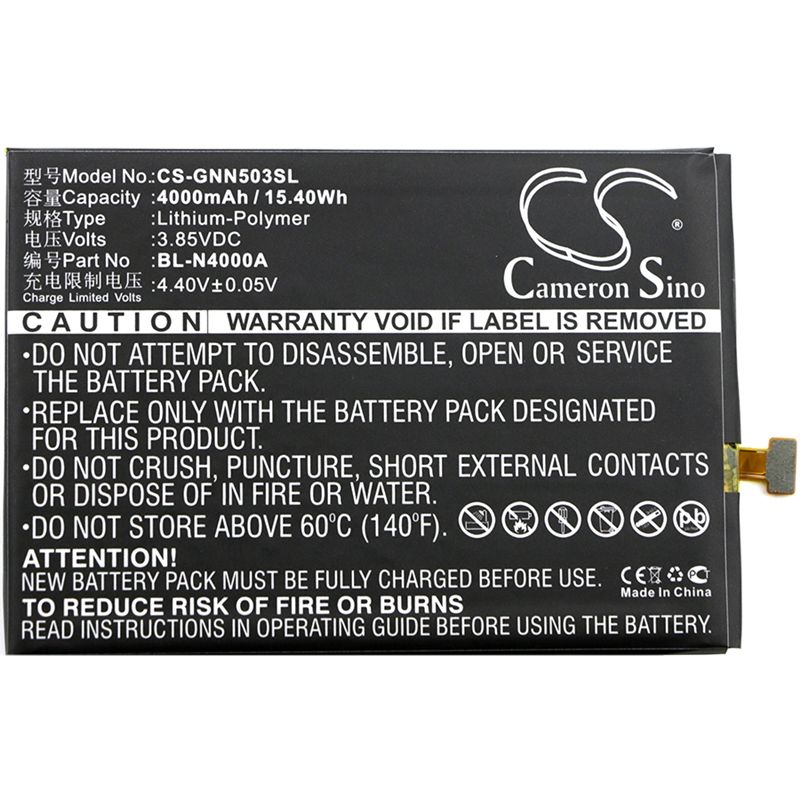 型号Model No.: CS-GNN503SL
容量Capacity: 4000mAh / 15.40Wh
规格Type: Lithium-Polymer
电压Volts: 3.85VDC
编号Part No.: BL-N4000A
充电限制电压 4.40V±0.05V
Charge Limited Volts
CS
®
Cameron Sino
CAUTION WARRANTY VOID IF LABEL IS REMOVED
•DO NOT ATTEMPT TO DISASSEMBLE, OPEN OR SERVICE
THE BATTERY PACK.
•REPLACE ONLY WITH THE BATTERY PACK DESIGNATED
FOR THIS PRODUCT.
•DO NOT CRUSH, PUNCTURE, SHORT EXTERNAL CONTACTS
OR DISPOSE OF IN FIRE OR WATER.
•DO NOT STORE ABOVE 60°C (140°F).
pb
ATTENTION!
NEW BATTERY PACK MUST BE FULLY CHARGED BEFORE USE.
TO REDUCE RISK OF FIRE OR BURNS
READ INSTRUCTIONS IN OPERATING GUIDE BEFORE USING THE BATTERY.
CE
Made In China